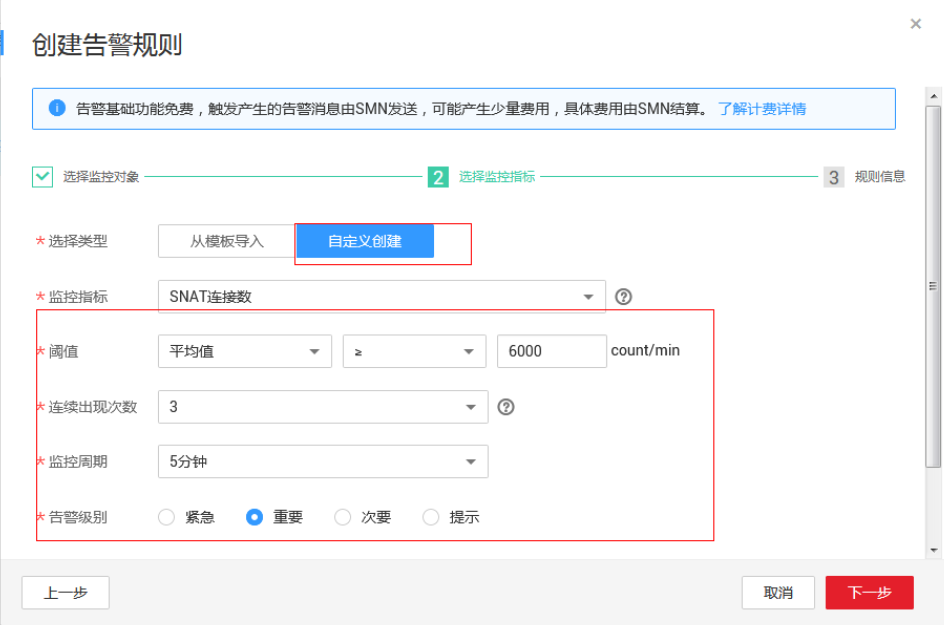 创建告警规则
告警基础功能免费，触发产生的告警消息由SMN发送，可能产生少量费用，具体费用由SMN结算。 了解计费详情
选择监控对象 2 选择监控指标 3 规则信息
* 选择类型 从模板导入 自定义创建
* 监控指标 SNAT连接数
* 阈值 平均值 ≥ 6000 count/min
* 连续出现次数 3
* 监控周期 5分钟
* 告警级别 紧急 重要 次要 提示
上一步 取消 下一步